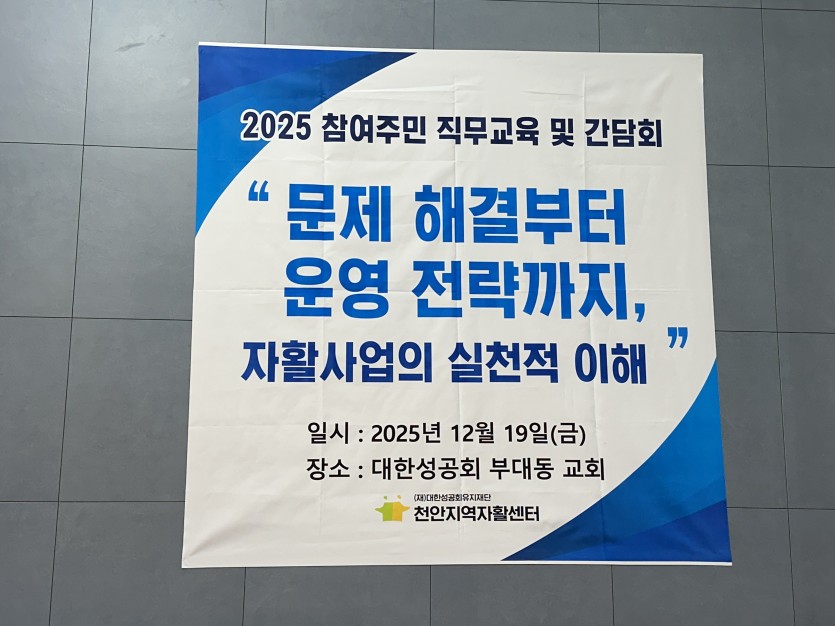 2025 참여주민 직무교육 및 간담회
“ 문제 해결부터
운영 전략까지,
자활사업의 실천적 이해 ”
일시 : 2025년 12월 19일(금)
장소 : 대한성공회 부대동 교회
(재)대한성공회유지재단
천안지역자활센터